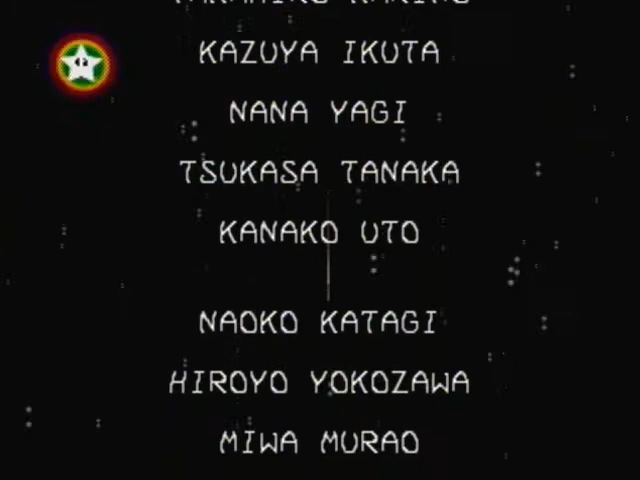 KAZUYA IKUTA
NANA YAGI
TSUKASA TANAKA
KANAKO UTO
NAOKO KATAGI
HIROYO YOKOZAWA
MIWA MURAO